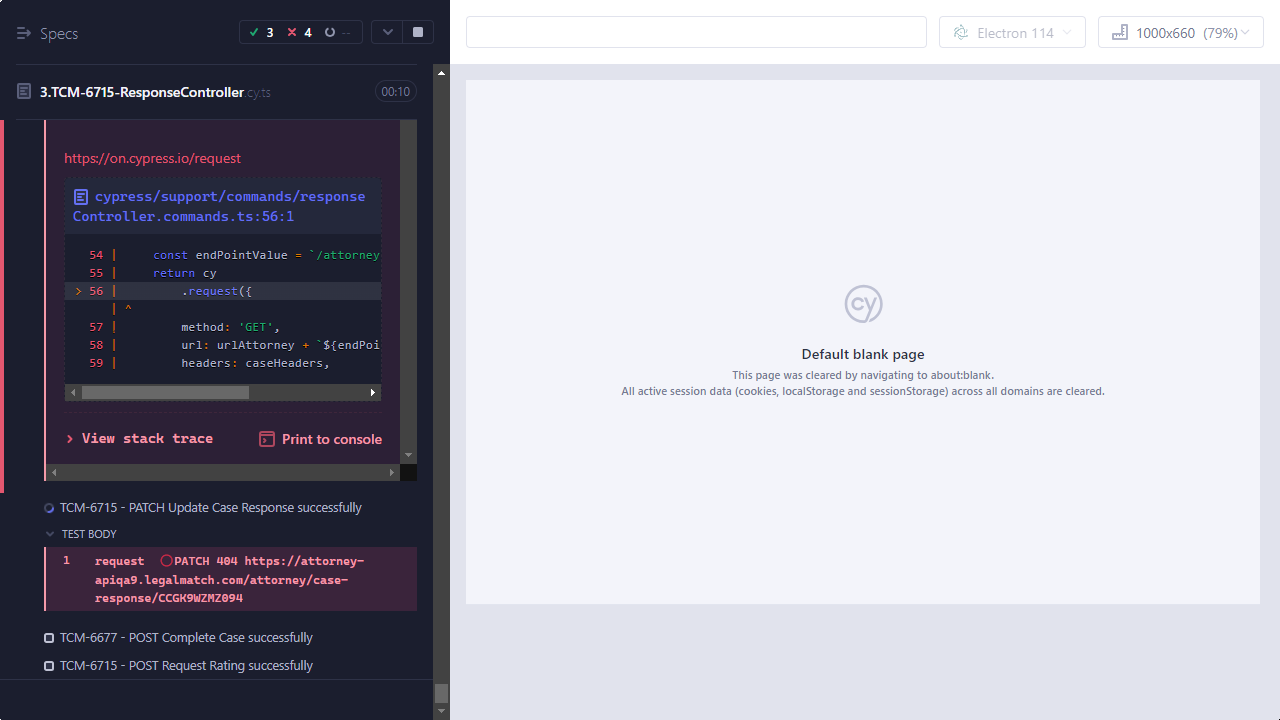 Specs
3
4
--
Electron 114
1000x660 (79%)
3.TCM-6715-ResponseController.cy.ts
00:10
https://on.cypress.io/request
cypress/support/commands/response
Controller.commands.ts:56:1
54 | const endPointValue = `/attorney
55 | return cy
> 56 | .request({
| ^
57 | method: 'GET',
58 | url: urlAttorney + `${endPoi
59 | headers: caseHeaders,
View stack trace
Print to console
TCM-6715 - PATCH Update Case Response successfully
TEST BODY
1 request PATCH 404 https://attorney-
apiqa9.legalmatch.com/attorney/case-
response/CCGK9WZMZ094
TCM-6677 - POST Complete Case successfully
TCM-6715 - POST Request Rating successfully
cy
Default blank page
This page was cleared by navigating to about:blank.
All active session data (cookies, localStorage and sessionStorage) across all domains are cleared.